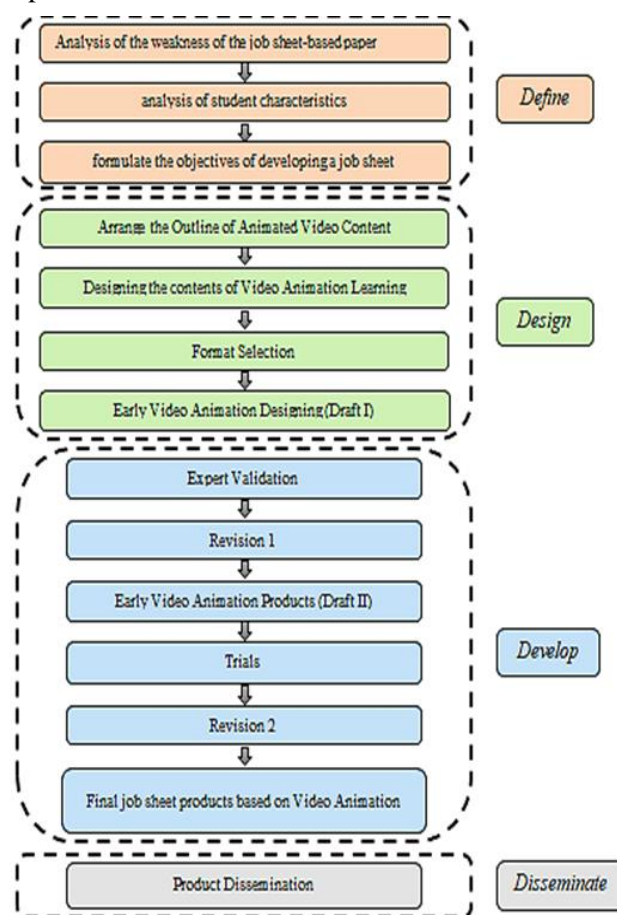 Analysis of the weakness of the job sheet-based paper
analysis of student characteristics
formulate the objectives of developing a job sheet
Define
Arrange the Outline of Animated Video Content
Designing the contents of Video Animation Learning
Format Selection
Early Video Animation Designing (Draft I)
Design
Expert Validation
Revision 1
Early Video Animation Products (Draft II)
Trials
Revision 2
Final job sheet products based on Video Animation
Develop
Product Dissemination
Disseminate